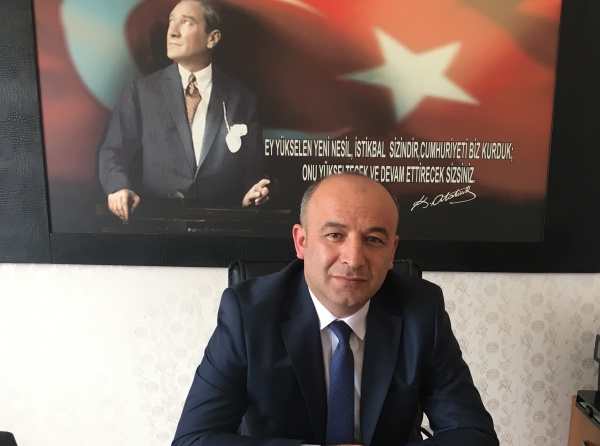 EY YÜKSELEN YENİ NESİL, İSTİKBAL SİZİNDİR,CUMHURİYETİ BİZ KURDUK;
ONU YÜKSELTECEK VE DEVAM ETTİRECEK SİZSİNİZ.
K. Atatürk